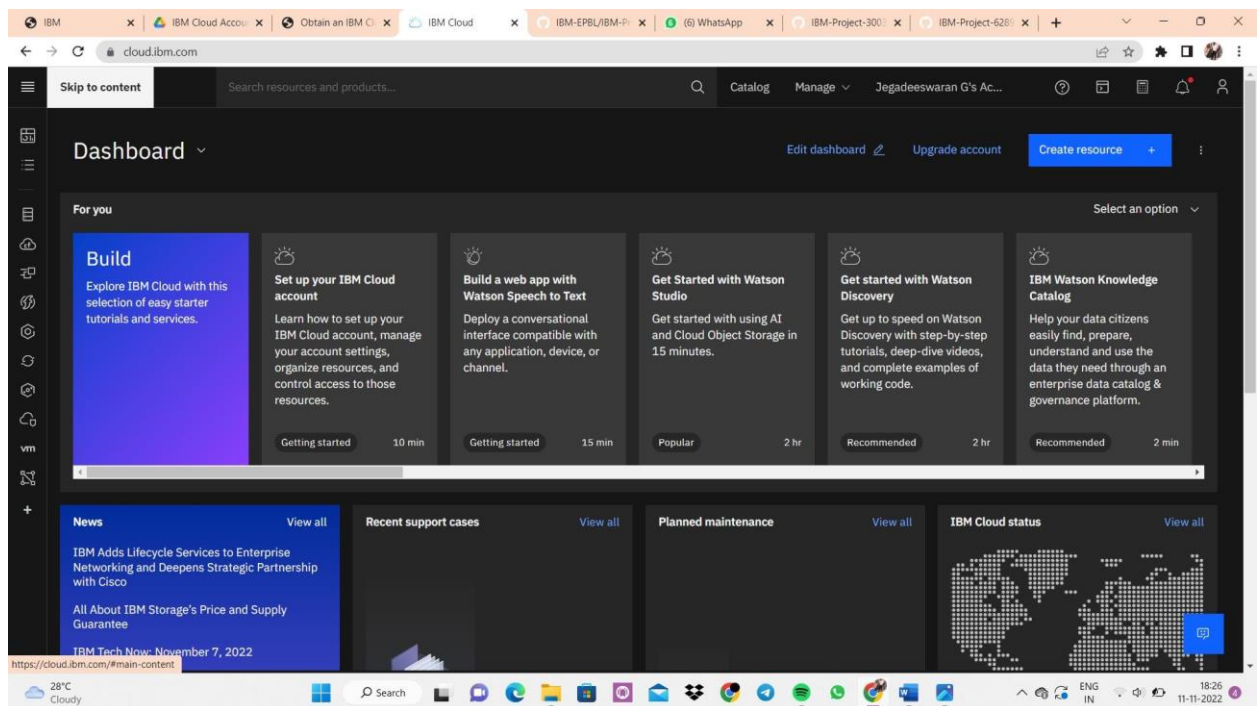 IBM
IBM Cloud Accou
Obtain an IBM Cl
IBM Cloud
IBM-EPBL/IBM-Pr
(6) WhatsApp
IBM-Project-3003
IBM-Project-6289
cloud.ibm.com
Skip to content
Search resources and products...
Catalog
Manage
Jegadeeswaran G's Ac...
Dashboard
Edit dashboard
Upgrade account
Create resource +
For you
Select an option
Build
Explore IBM Cloud with this
selection of easy starter
tutorials and services.
Set up your IBM Cloud
account
Learn how to set up your
IBM Cloud account, manage
your account settings,
organize resources, and
control access to those
resources.
Getting started
10 min
Build a web app with
Watson Speech to Text
Deploy a conversational
interface compatible with
any application, device, or
channel.
Getting started
15 min
Get Started with Watson
Studio
Get started with using AI
and Cloud Object Storage in
15 minutes.
Popular
2 hr
Get started with Watson
Discovery
Get up to speed on Watson
Discovery with step-by-step
tutorials, deep-dive videos,
and complete examples of
working code.
Recommended
2 hr
IBM Watson Knowledge
Catalog
Help your data citizens
easily find, prepare,
understand and use the
data they need through an
enterprise data catalog &
governance platform.
Recommended
2 min
vm
News
View all
IBM Adds Lifecycle Services to Enterprise
Networking and Deepens Strategic Partnership
with Cisco
All About IBM Storage's Price and Supply
Guarantee
IBM Tech Now: November 7, 2022
Recent support cases
View all
Planned maintenance
View all
IBM Cloud status
View all
https://cloud.ibm.com/#main-content
28°C
Cloudy
Search
ENG
IN
18:26
11-11-2022
4